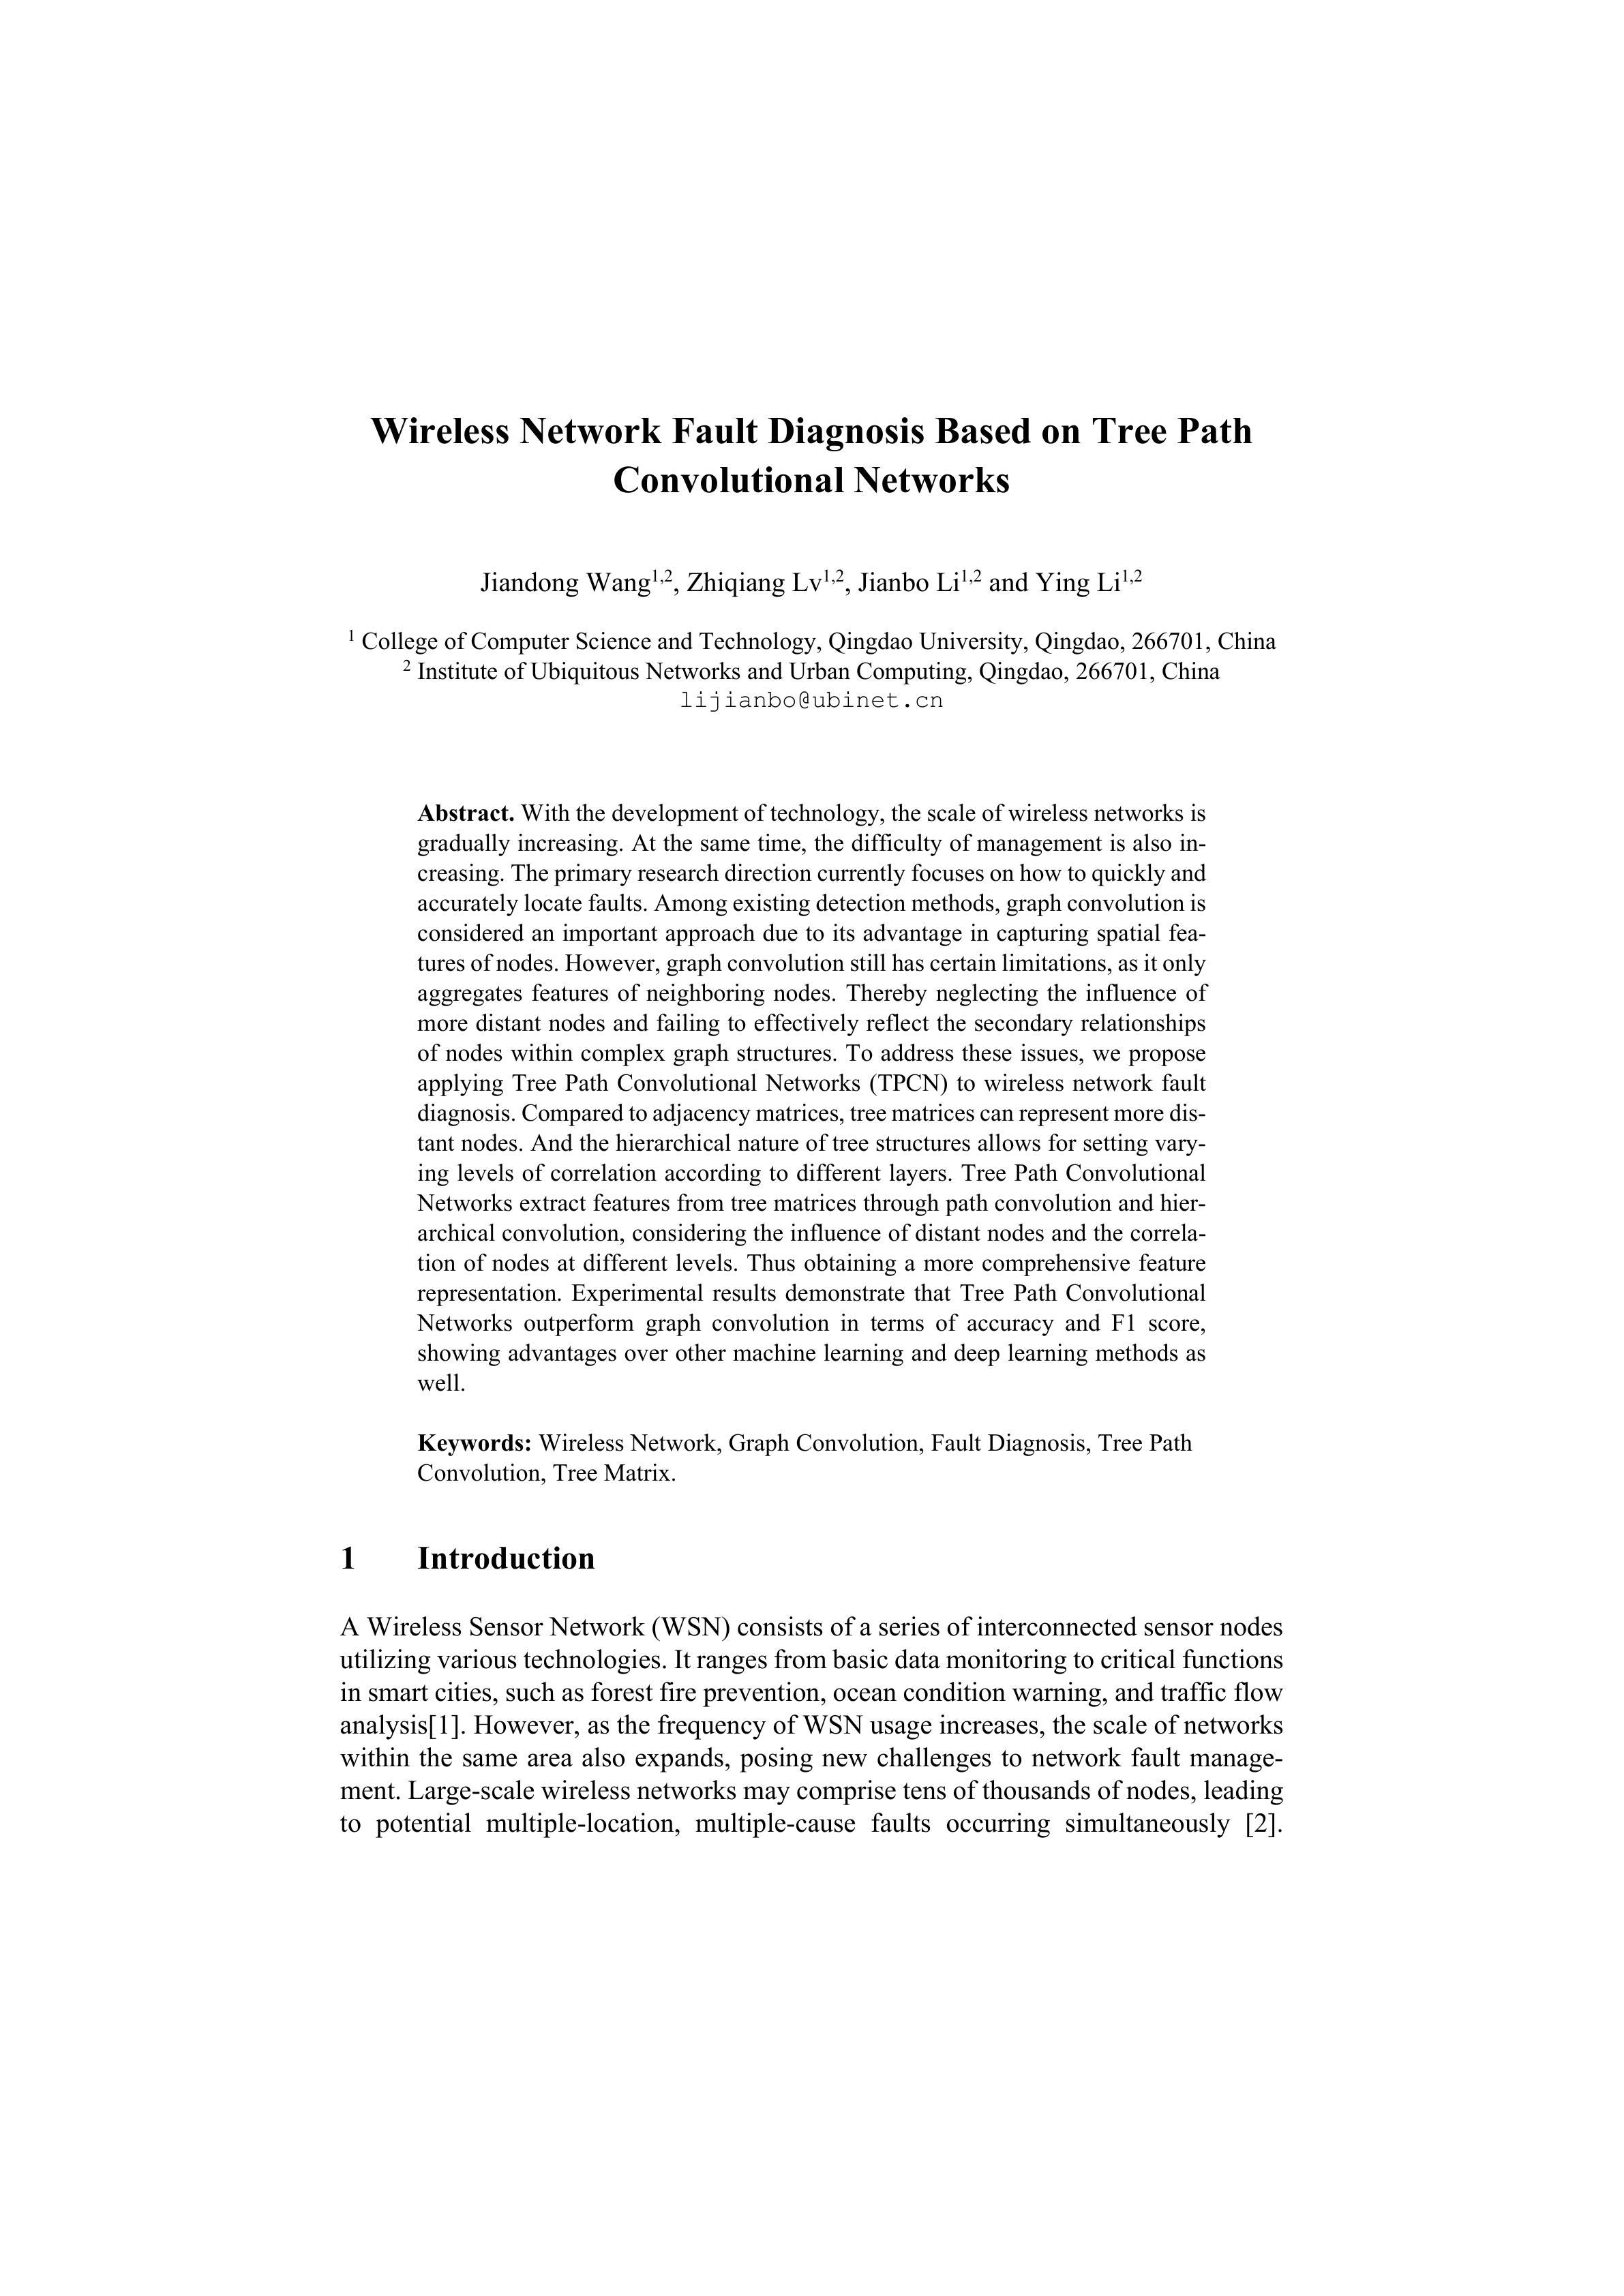 Wireless Network Fault Diagnosis Based on Tree Path
Convolutional Networks
Jiandong Wang1,2, Zhiqiang Lv1,2, Jianbo Li1,2 and Ying Li1,2
1 College of Computer Science and Technology, Qingdao University, Qingdao, 266701, China
2 Institute of Ubiquitous Networks and Urban Computing, Qingdao, 266701, China
lijianbo@ubinet.cn
Abstract. With the development of technology, the scale of wireless networks is
gradually increasing. At the same time, the difficulty of management is also in-
creasing. The primary research direction currently focuses on how to quickly and
accurately locate faults. Among existing detection methods, graph convolution is
considered an important approach due to its advantage in capturing spatial fea-
tures of nodes. However, graph convolution still has certain limitations, as it only
aggregates features of neighboring nodes. Thereby neglecting the influence of
more distant nodes and failing to effectively reflect the secondary relationships
of nodes within complex graph structures. To address these issues, we propose
applying Tree Path Convolutional Networks (TPCN) to wireless network fault
diagnosis. Compared to adjacency matrices, tree matrices can represent more dis-
tant nodes. And the hierarchical nature of tree structures allows for setting vary-
ing levels of correlation according to different layers. Tree Path Convolutional
Networks extract features from tree matrices through path convolution and hier-
archical convolution, considering the influence of distant nodes and the correla-
tion of nodes at different levels. Thus obtaining a more comprehensive feature
representation. Experimental results demonstrate that Tree Path Convolutional
Networks outperform graph convolution in terms of accuracy and F1 score,
showing advantages over other machine learning and deep learning methods as
well.
Keywords: Wireless Network, Graph Convolution, Fault Diagnosis, Tree Path
Convolution, Tree Matrix.
1 Introduction
A Wireless Sensor Network (WSN) consists of a series of interconnected sensor nodes
utilizing various technologies. It ranges from basic data monitoring to critical functions
in smart cities, such as forest fire prevention, ocean condition warning, and traffic flow
analysis[1]. However, as the frequency of WSN usage increases, the scale of networks
within the same area also expands, posing new challenges to network fault manage-
ment. Large-scale wireless networks may comprise tens of thousands of nodes, leading
to potential multiple-location, multiple-cause faults occurring simultaneously [2].